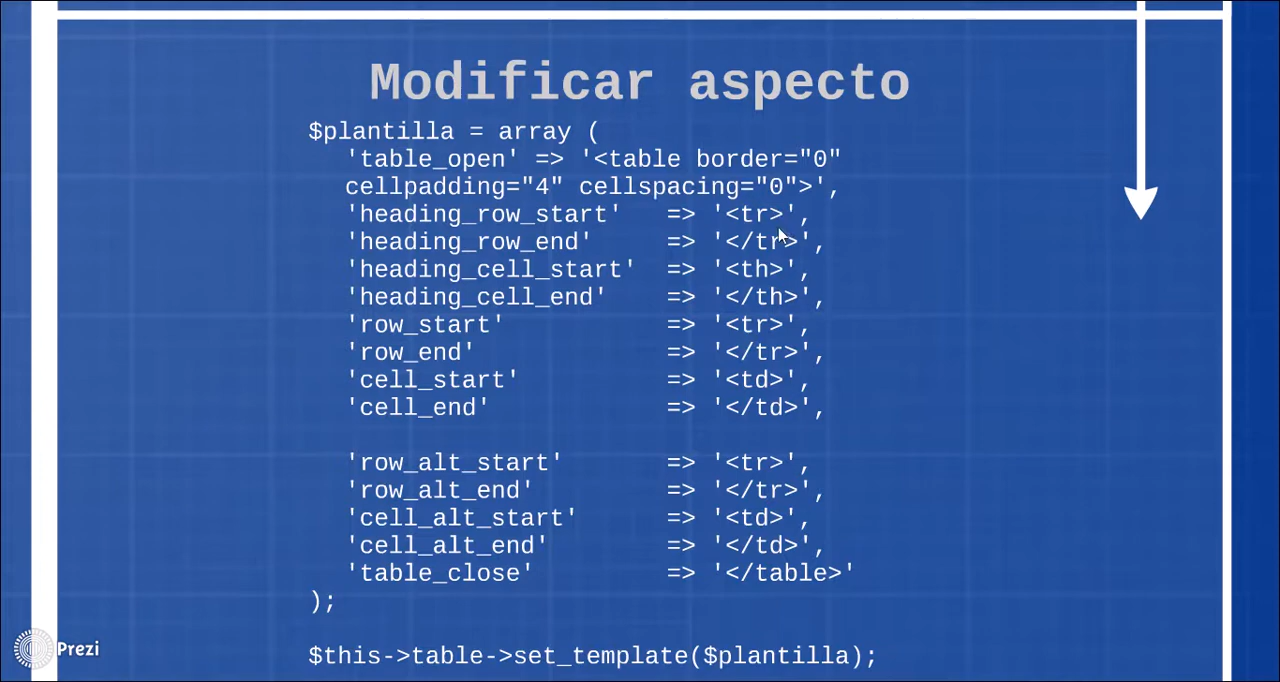 Modificar aspecto
$plantilla = array (
'table_open' => '<table border="0"
cellpadding="4" cellspacing="0">',
'heading_row_start' => '<tr>',
'heading_row_end' => '</tr>',
'heading_cell_start' => '<th>',
'heading_cell_end' => '</th>',
'row_start' => '<tr>',
'row_end' => '</tr>',
'cell_start' => '<td>',
'cell_end' => '</td>',
'row_alt_start' => '<tr>',
'row_alt_end' => '</tr>',
'cell_alt_start' => '<td>',
'cell_alt_end' => '</td>',
'table_close' => '</table>'
);
$this->table->set_template($plantilla);
Prezi